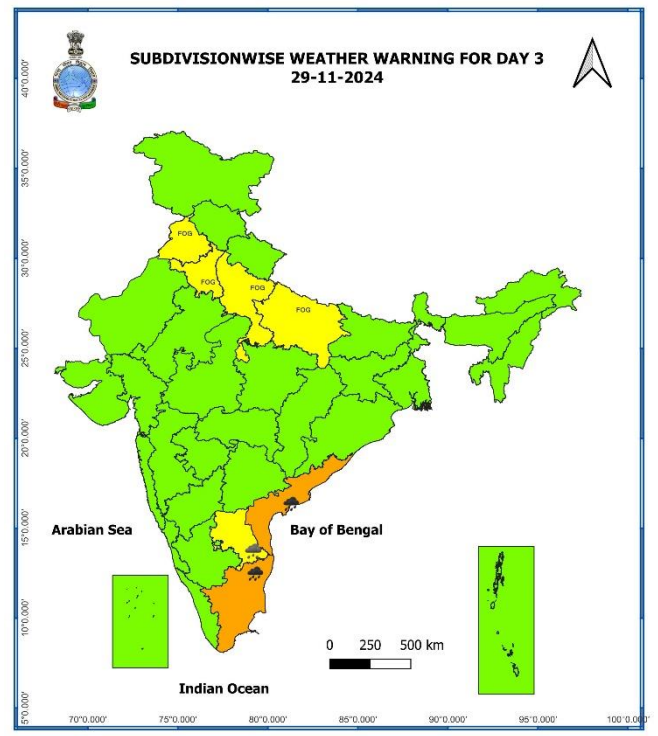 SUBDIVISIONWISE WEATHER WARNING FOR DAY 3
29-11-2024
40°0.000'
35°0.000'
30°0.000'
25°0.000'
20°0.000'
15°0.000'
10°0.000'
5°0.000'
FOG
FOG
FOG
FOG
Arabian Sea
Bay of Bengal
0 250 500 km
Indian Ocean
70°0.000' 75°0.000' 80°0.000' 85°0.000' 90°0.000' 95°0.000' 100°0.000'